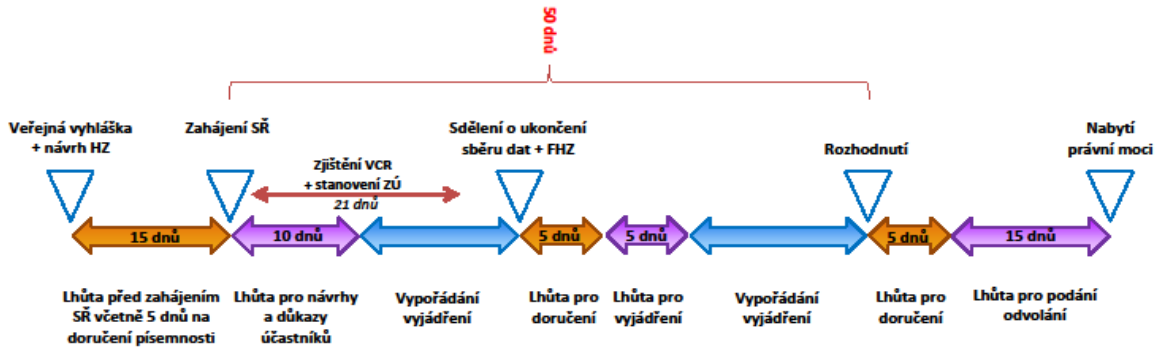 50 dnů
Veřejná vyhláška
+ návrh HZ
Zahájení SŘ
Zjištění VCR
+ stanovení ZÚ
21 dnů
Sdělení o ukončení
sběru dat + FHZ
Rozhodnutí
Nabytí
právní moci
15 dnů
10 dnů
5 dnů
5 dnů
5 dnů
15 dnů
Lhůta před zahájením
SŘ včetně 5 dnů na
doručení písemnosti
Lhůta pro návrhy
a důkazy
účastníků
Vypořádání
vyjádření
Lhůta pro
doručení
Lhůta pro
vyjádření
Vypořádání
vyjádření
Lhůta pro
doručení
Lhůta pro podání
odvolání